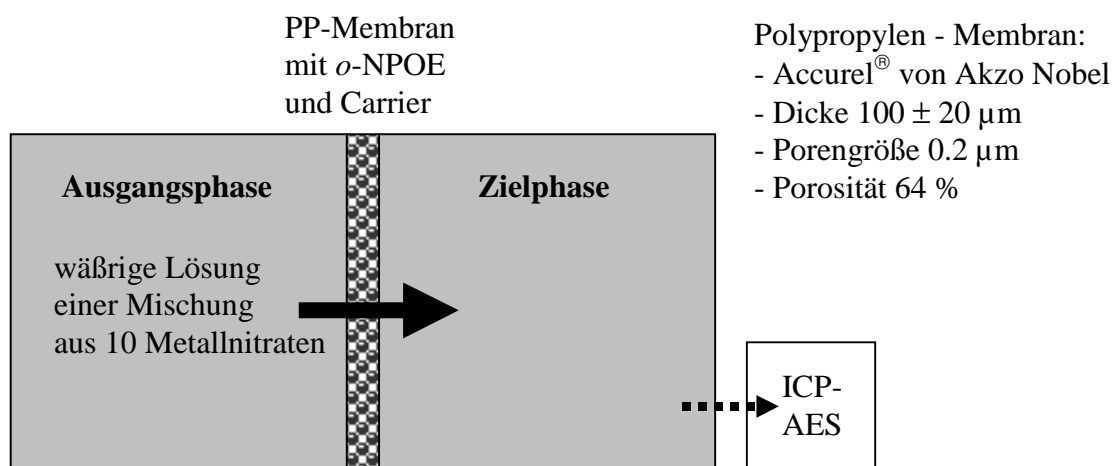 PP-Membran
mit o-NPOE
und Carrier
Polypropylen - Membran:
- Accurel® von Akzo Nobel
- Dicke 100 ± 20 µm
- Porengröße 0.2 µm
- Porosität 64 %
Ausgangsphase
Zielphase
wäßrige Lösung
einer Mischung
aus 10 Metallnitraten
ICP-
AES